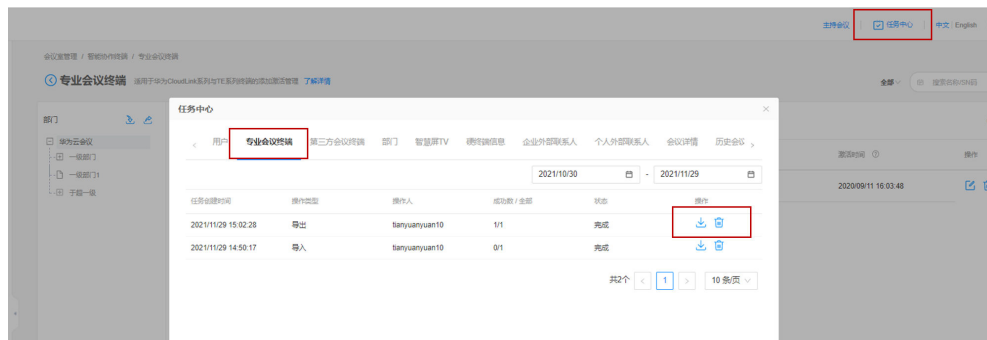 主持会议 任务中心 中文 English
会议室管理 / 智能协作终端 / 专业会议终端
专业会议终端 适用于华为CloudLink系列与TE系列终端的添加激活管理 了解详情 全部 搜索名称/SN码
任务中心
部门
用户 专业会议终端 第三方会议终端 部门 智慧屏TV 硬终端信息 企业外部联系人 个人外部联系人 会议详情 历史会议
华为云会议
一级部门
一级部门1
子级一级
激活时间 操作
2021/10/30 - 2021/11/29
2020/09/11 16:03:48
任务创建时间 操作类型 操作人 成功数 / 全部 状态 操作
2021/11/29 15:02:28 导出 tianyuanyuan10 1/1 完成
2021/11/29 14:50:17 导入 tianyuanyuan10 0/1 完成
共2个 1 10 条/页